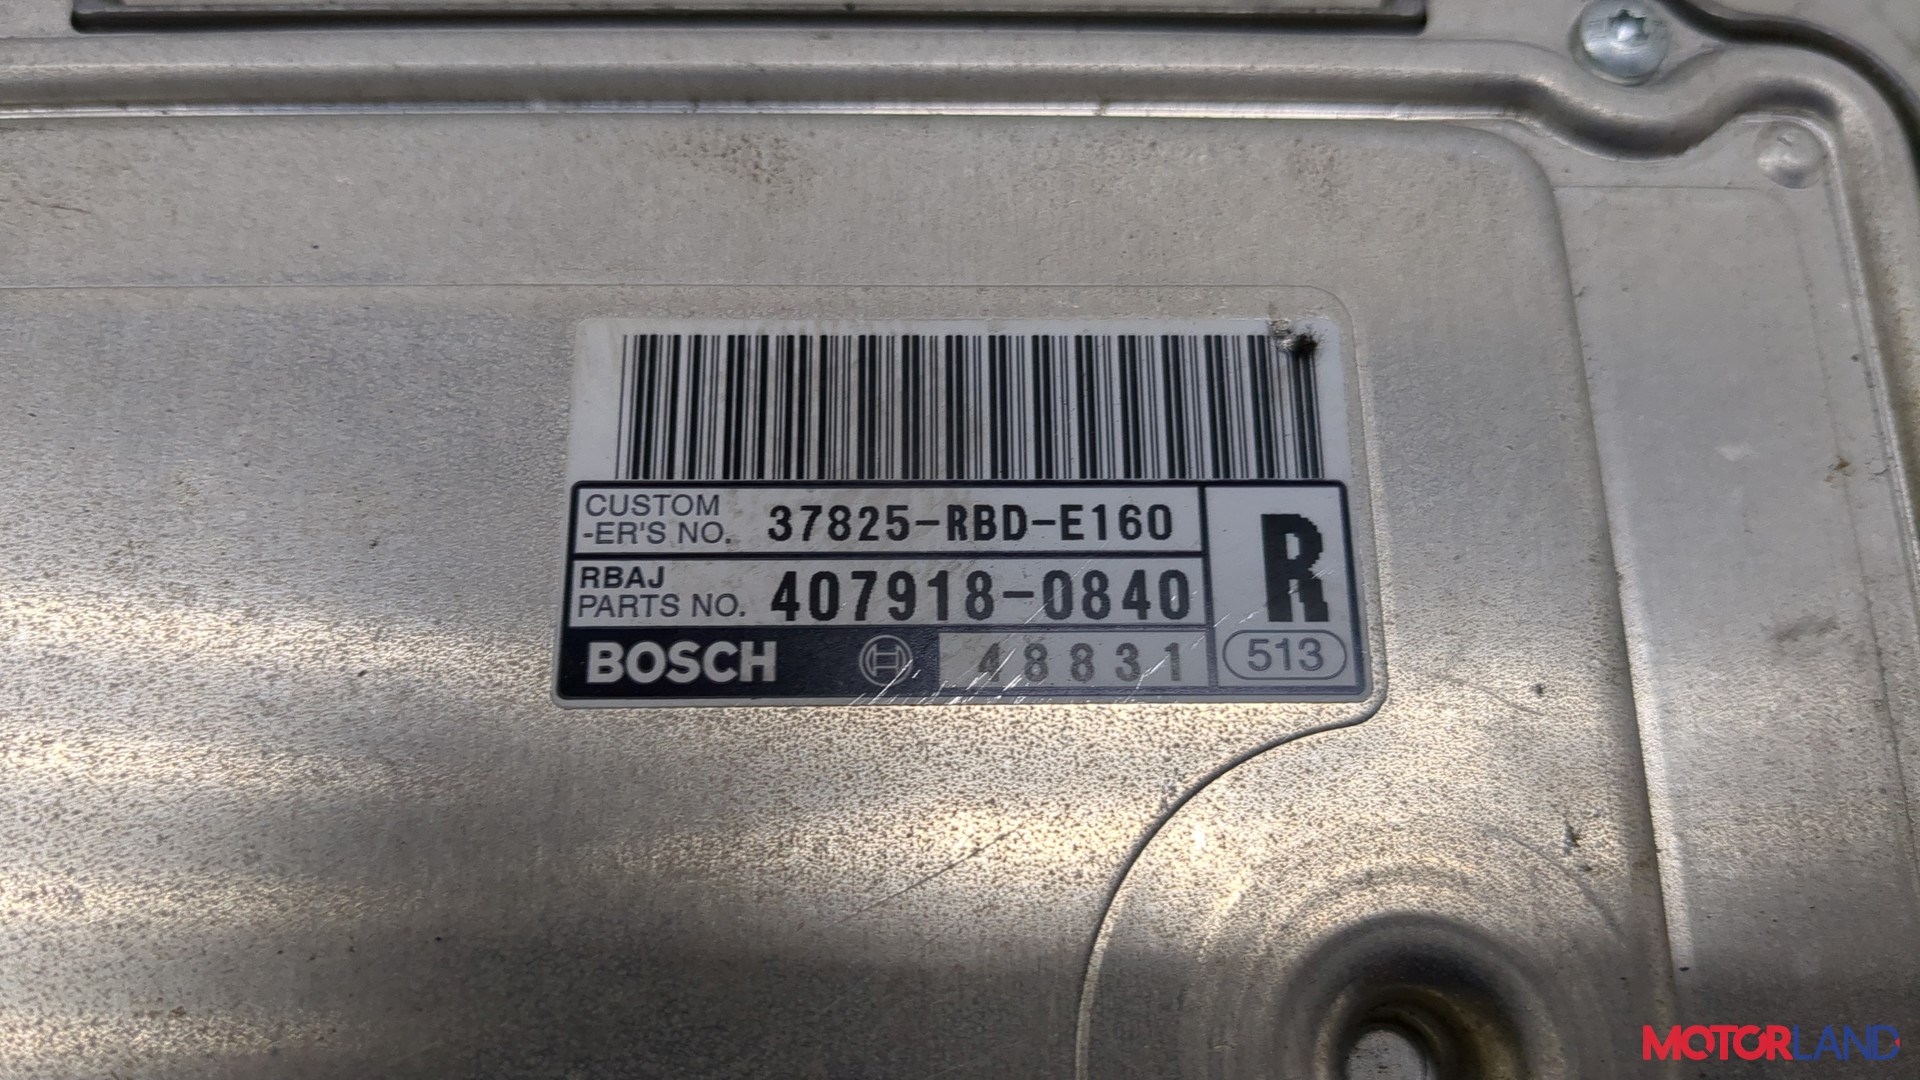 CUSTOM
-ER'S NO. 37825-RBD-E160
RBAJ
PARTS NO. 407918-0840
R
BOSCH 48831
513
MOTORLAND